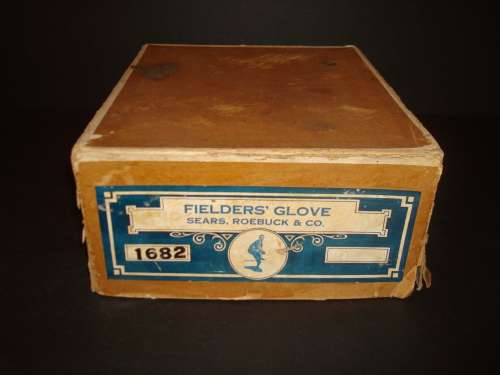 FIELDERS' GLOVE
SEARS, ROEBUCK & CO.
1682